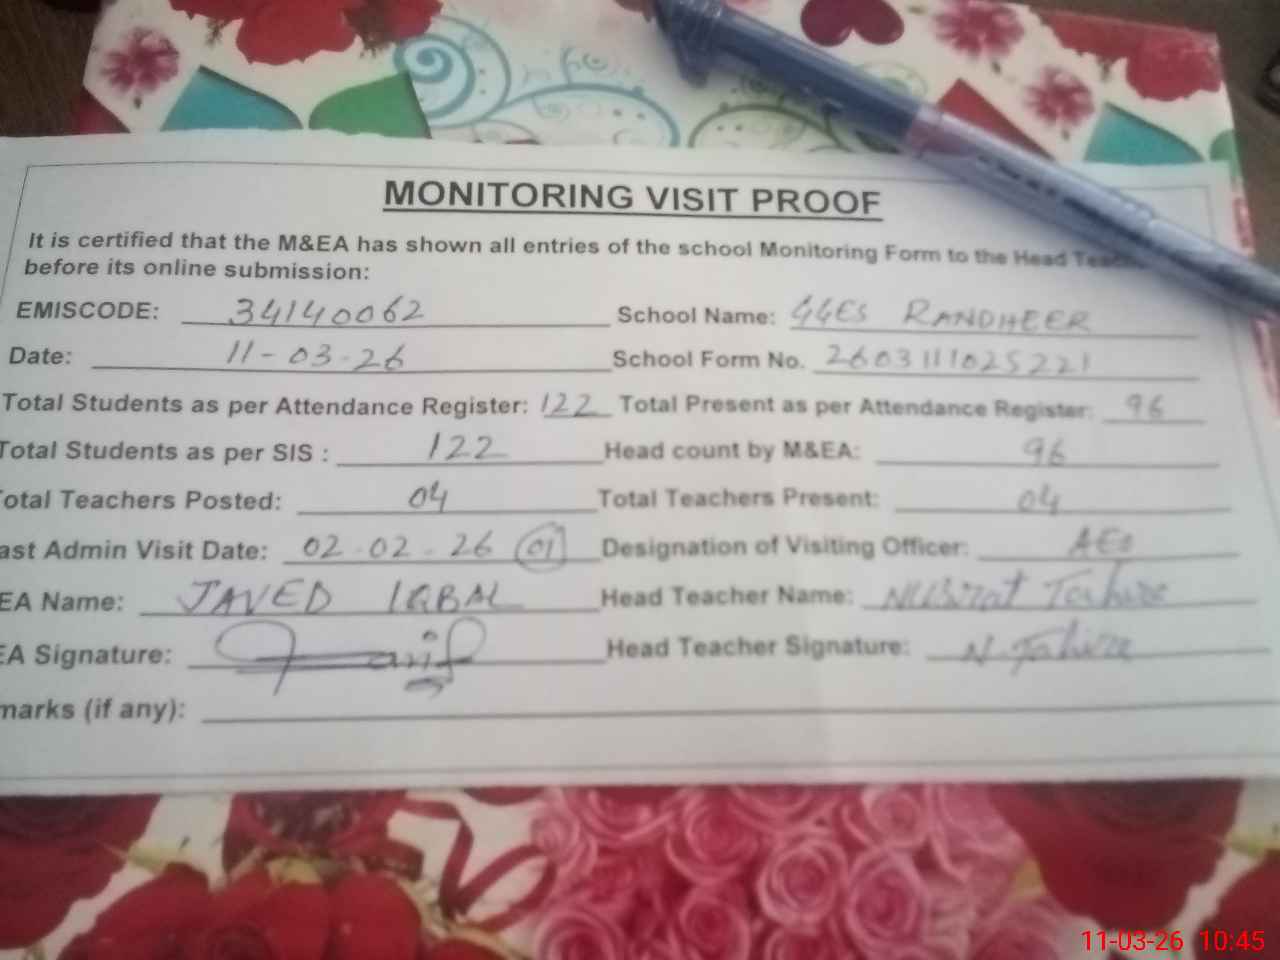 MONITORING VISIT PROOF
It is certified that the M&EA has shown all entries of the school Monitoring Form to the Head
before its online submission:
EMISCODE: 34140062 School Name: GGES RANDHEER
Date: 11-03-26 School Form No. 2603111025221
Total Students as per Attendance Register: 122 Total Present as per Attendance Register: 96
Total Students as per SIS : 122 Head count by M&EA: 96
otal Teachers Posted: 04 Total Teachers Present: 04
ast Admin Visit Date: 02-02-26 01 Designation of Visiting Officer: AEO
EA Name: JAVED IQBAL Head Teacher Name: Nusrat Tahira
EA Signature: Head Teacher Signature: N. Tahira
marks (if any):
11-03-26 10:45